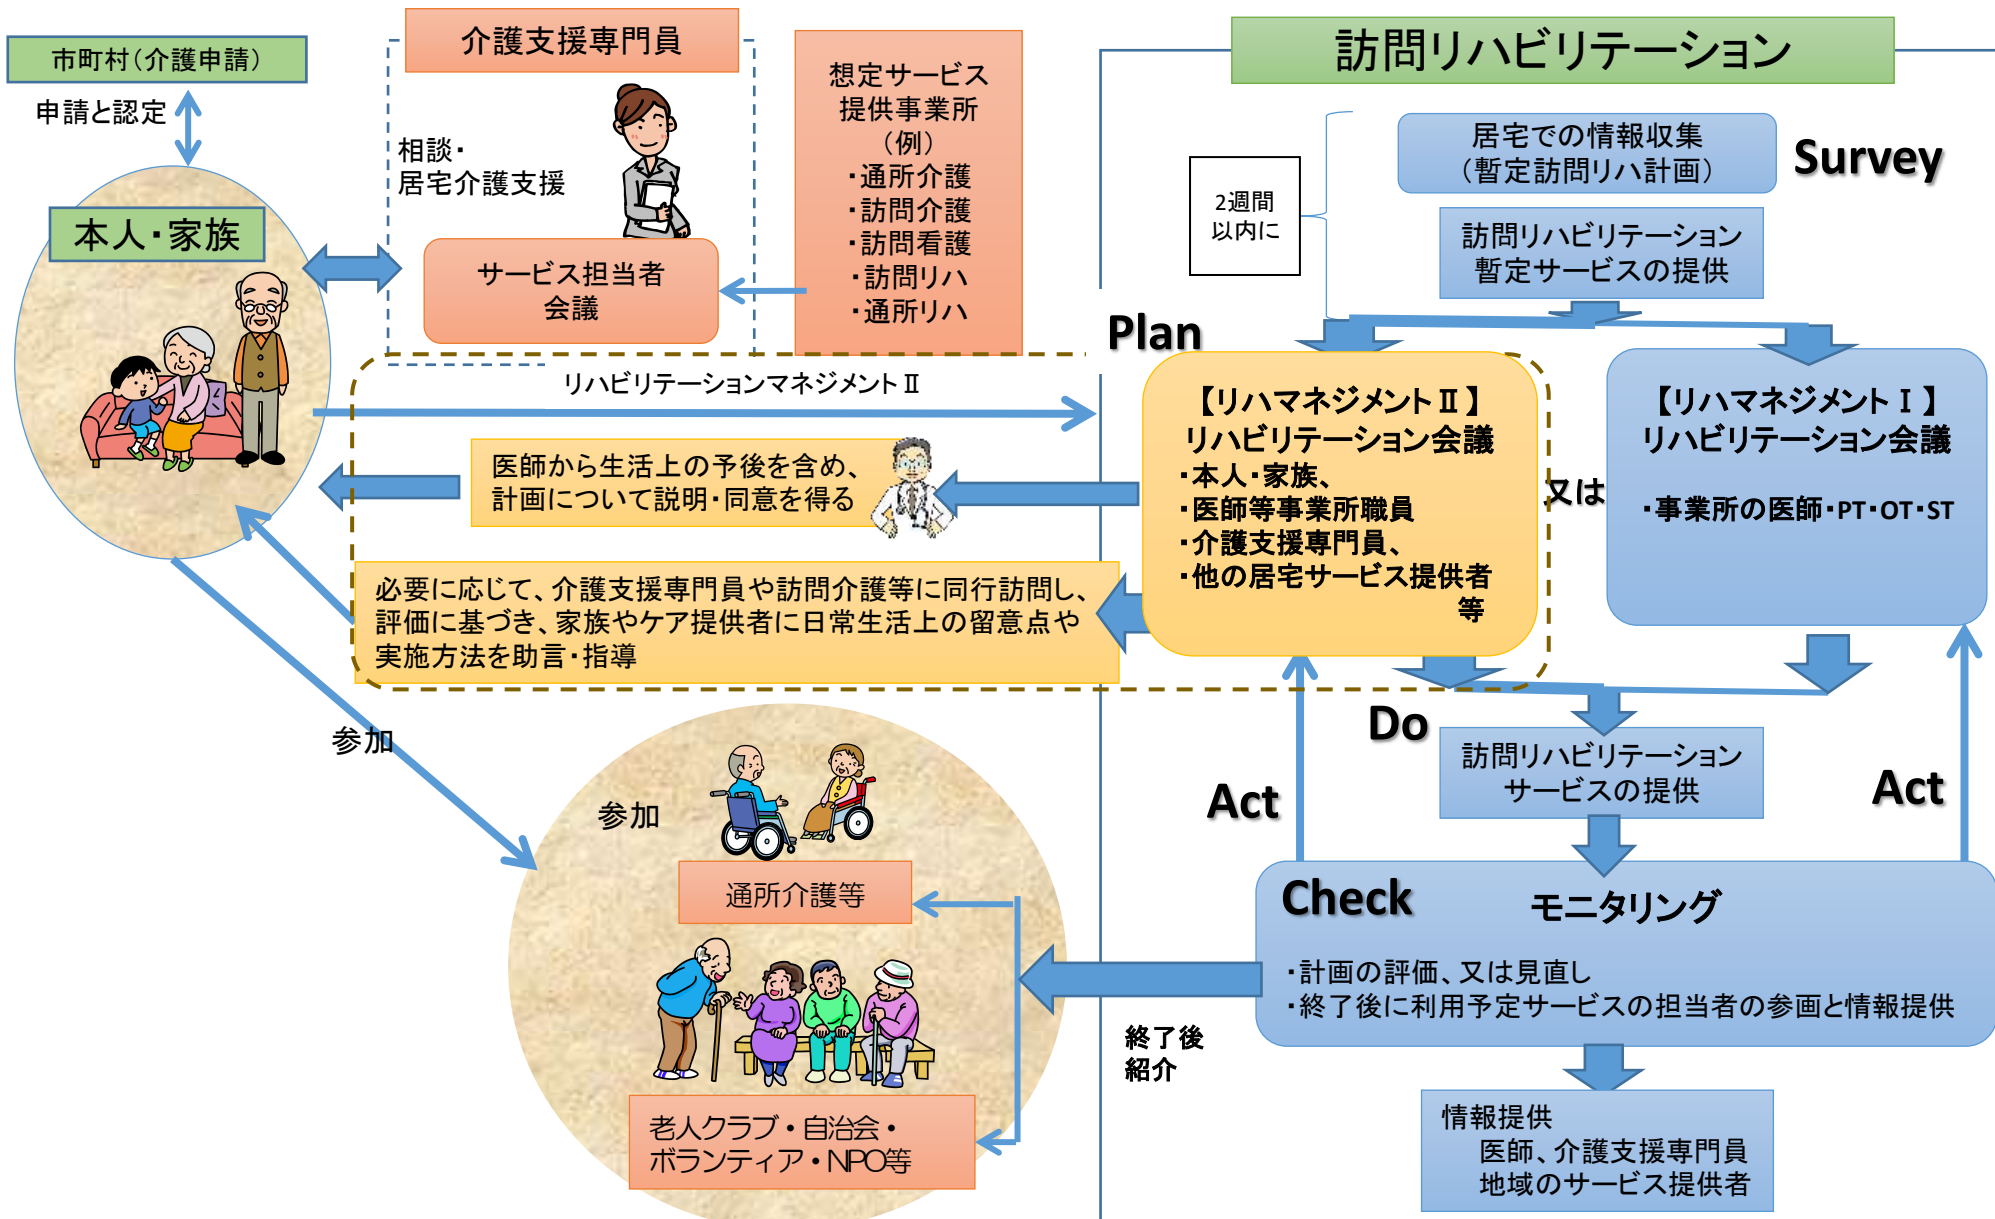 市町村(介護申請)
申請と認定
本人・家族
介護支援専門員
相談・
居宅介護支援
サービス担当者
会議
想定サービス
提供事業所
(例)
・通所介護
・訪問介護
・訪問看護
・訪問リハ
・通所リハ
リハビリテーションマネジメントⅡ
医師から生活上の予後を含め、
計画について説明・同意を得る
必要に応じて、介護支援専門員や訪問介護等に同行訪問し、
評価に基づき、家族やケア提供者に日常生活上の留意点や
実施方法を助言・指導
参加
参加
通所介護等
老人クラブ・自治会・
ボランティア・NPO等
訪問リハビリテーション
2週間
以内に
居宅での情報収集
(暫定訪問リハ計画)
Survey
訪問リハビリテーション
暫定サービスの提供
Plan
【リハマネジメントⅡ】
リハビリテーション会議
・本人・家族、
・医師等事業所職員
・介護支援専門員、
・他の居宅サービス提供者
等
又は
【リハマネジメントⅠ】
リハビリテーション会議
・事業所の医師・PT・OT・ST
Do
訪問リハビリテーション
サービスの提供
Act
Act
Check
モニタリング
・計画の評価、又は見直し
・終了後に利用予定サービスの担当者の参画と情報提供
終了後
紹介
情報提供
医師、介護支援専門員
地域のサービス提供者